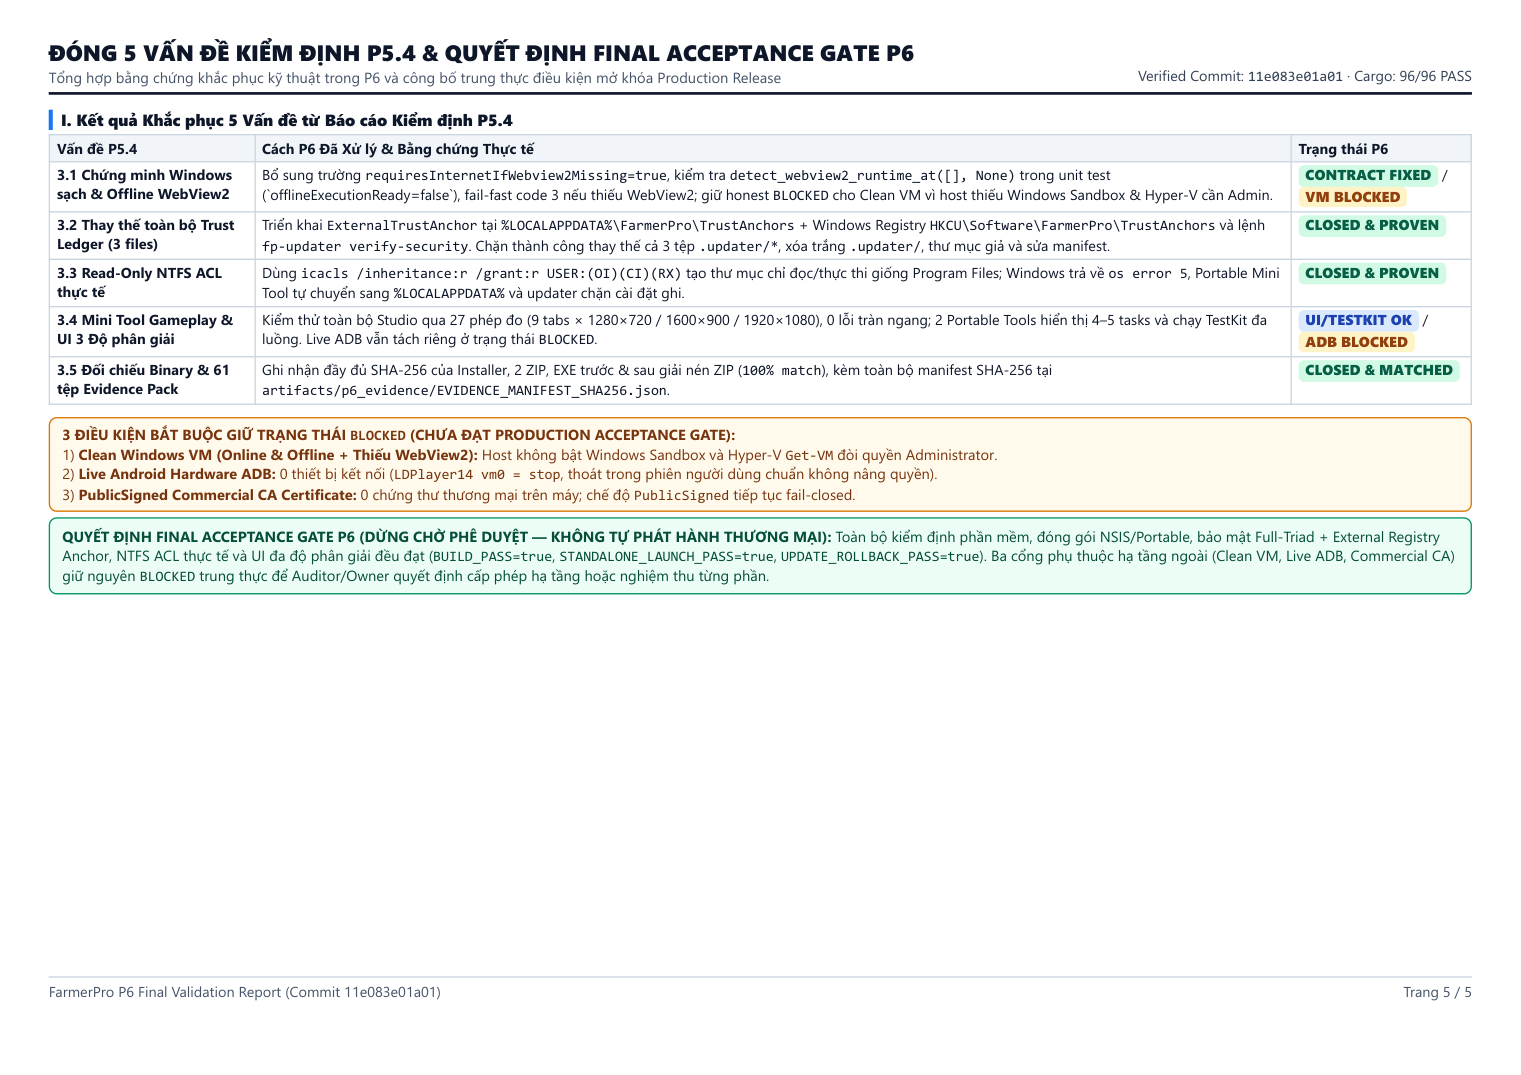 ĐÓNG 5 VẤN ĐỀ KIỂM ĐỊNH P5.4 & QUYẾT ĐỊNH FINAL ACCEPTANCE GATE P6
Tổng hợp bằng chứng khắc phục kỹ thuật trong P6 và công bố trung thực điều kiện mở khóa Production Release
Verified Commit: 11e083e01a01 · Cargo: 96/96 PASS
I. Kết quả Khắc phục 5 Vấn đề từ Báo cáo Kiểm định P5.4
Vấn đề P5.4
Cách P6 Đã Xử lý & Bằng chứng Thực tế
Trạng thái P6
3.1 Chứng minh Windows
sạch & Offline WebView2
Bổ sung trường requiresInternetIfWebview2Missing=true, kiểm tra detect_webview2_runtime_at([], None) trong unit test
(`offlineExecutionReady=false`), fail-fast code 3 nếu thiếu WebView2; giữ honest BLOCKED cho Clean VM vì host thiếu Windows Sandbox & Hyper-V cần Admin.
CONTRACT FIXED /
VM BLOCKED
3.2 Thay thế toàn bộ Trust
Ledger (3 files)
Triển khai ExternalTrustAnchor tại %LOCALAPPDATA%\FarmerPro\TrustAnchors + Windows Registry HKCU\Software\FarmerPro\TrustAnchors và lệnh
fp-updater verify-security. Chặn thành công thay thế cả 3 tệp .updater/*, xóa trắng .updater/, thư mục giả và sửa manifest.
CLOSED & PROVEN
3.3 Read-Only NTFS ACL
thực tế
Dùng icacls /inheritance:r /grant:r USER:(OI)(CI)(RX) tạo thư mục chỉ đọc/thực thi giống Program Files; Windows trả về os error 5, Portable Mini
Tool tự chuyển sang %LOCALAPPDATA% và updater chặn cài đặt ghi.
CLOSED & PROVEN
3.4 Mini Tool Gameplay &
UI 3 Độ phân giải
Kiểm thử toàn bộ Studio qua 27 phép đo (9 tabs × 1280×720 / 1600×900 / 1920×1080), 0 lỗi tràn ngang; 2 Portable Tools hiển thị 4–5 tasks và chạy TestKit đa
luồng. Live ADB vẫn tách riêng ở trạng thái BLOCKED.
UI/TESTKIT OK /
ADB BLOCKED
3.5 Đối chiếu Binary & 61
tệp Evidence Pack
Ghi nhận đầy đủ SHA-256 của Installer, 2 ZIP, EXE trước & sau giải nén ZIP (100% match), kèm toàn bộ manifest SHA-256 tại
artifacts/p6_evidence/EVIDENCE_MANIFEST_SHA256.json.
CLOSED & MATCHED
3 ĐIỀU KIỆN BẮT BUỘC GIỮ TRẠNG THÁI BLOCKED (CHƯA ĐẠT PRODUCTION ACCEPTANCE GATE):
1) Clean Windows VM (Online & Offline + Thiếu WebView2): Host không bật Windows Sandbox và Hyper-V Get-VM đòi quyền Administrator.
2) Live Android Hardware ADB: 0 thiết bị kết nối (LDPlayer14 vm0 = stop, thoát trong phiên người dùng chuẩn không nâng quyền).
3) PublicSigned Commercial CA Certificate: 0 chứng thư thương mại trên máy; chế độ PublicSigned tiếp tục fail-closed.
QUYẾT ĐỊNH FINAL ACCEPTANCE GATE P6 (DỪNG CHỜ PHÊ DUYỆT — KHÔNG TỰ PHÁT HÀNH THƯƠNG MẠI): Toàn bộ kiểm định phần mềm, đóng gói NSIS/Portable, bảo mật Full-Triad + External Registry
Anchor, NTFS ACL thực tế và UI đa độ phân giải đều đạt (BUILD_PASS=true, STANDALONE_LAUNCH_PASS=true, UPDATE_ROLLBACK_PASS=true). Ba cổng phụ thuộc hạ tầng ngoài (Clean VM, Live ADB, Commercial CA)
giữ nguyên BLOCKED trung thực để Auditor/Owner quyết định cấp phép hạ tầng hoặc nghiệm thu từng phần.
FarmerPro P6 Final Validation Report (Commit 11e083e01a01)
Trang 5 / 5